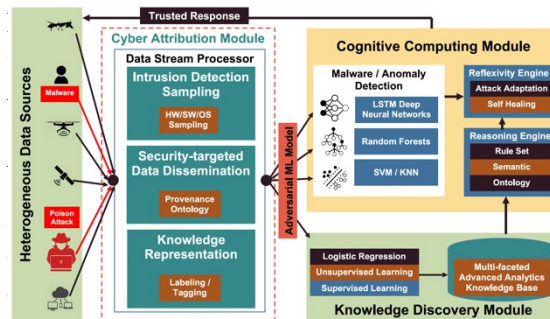 Trusted Response
Heterogeneous Data Sources
Malware
Poison
Attack
Cyber Attribution Module
Data Stream Processor
Intrusion Detection
Sampling
HW/SW/OS
Sampling
Security-targeted
Data Dissemination
Provenance
Ontology
Knowledge
Representation
Labeling /
Tagging
Adversarial ML Model
Cognitive Computing Module
Malware / Anomaly
Detection
LSTM Deep
Neural Networks
Random Forests
SVM / KNN
Reflexivity Engine
Attack Adaptation
Self Healing
Reasoning Engine
Rule Set
Semantic
Ontology
Logistic Regression
Unsupervised Learning
Supervised Learning
Multi-faceted
Advanced Analytics
Knowledge Base
Knowledge Discovery Module